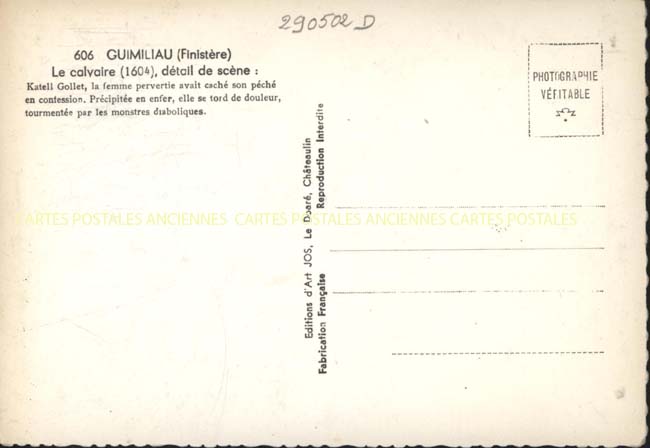 290502 D
606 GUIMILIAU (Finistère)
Le calvaire (1604), détail de scène :
Katell Gollet, la femme pervertie avait caché son péché
en confession. Précipitée en enfer, elle se tord de douleur,
tourmentée par les monstres diaboliques.
PHOTOGRAPHIE
VÉRITABLE
Editions d'Art JOS, Le Doaré, Châteaulin
Fabrication Française Reproduction Interdite
CARTES POSTALES ANCIENNES CARTES POSTALES ANCIENNES CARTES POSTALES